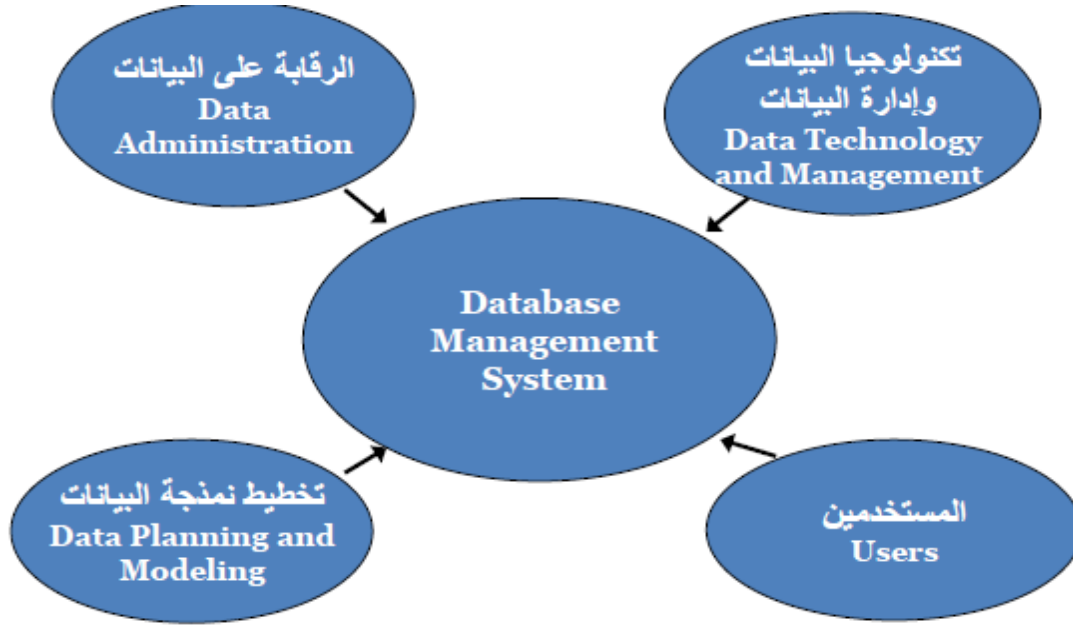 الرقابة على البيانات
Data
Administration
تكنولوجيا البيانات
وإدارة البيانات
Data Technology
and Management
Database
Management
System
تخطيط نمذجة البيانات
Data Planning and
Modeling
المستخدمين
Users